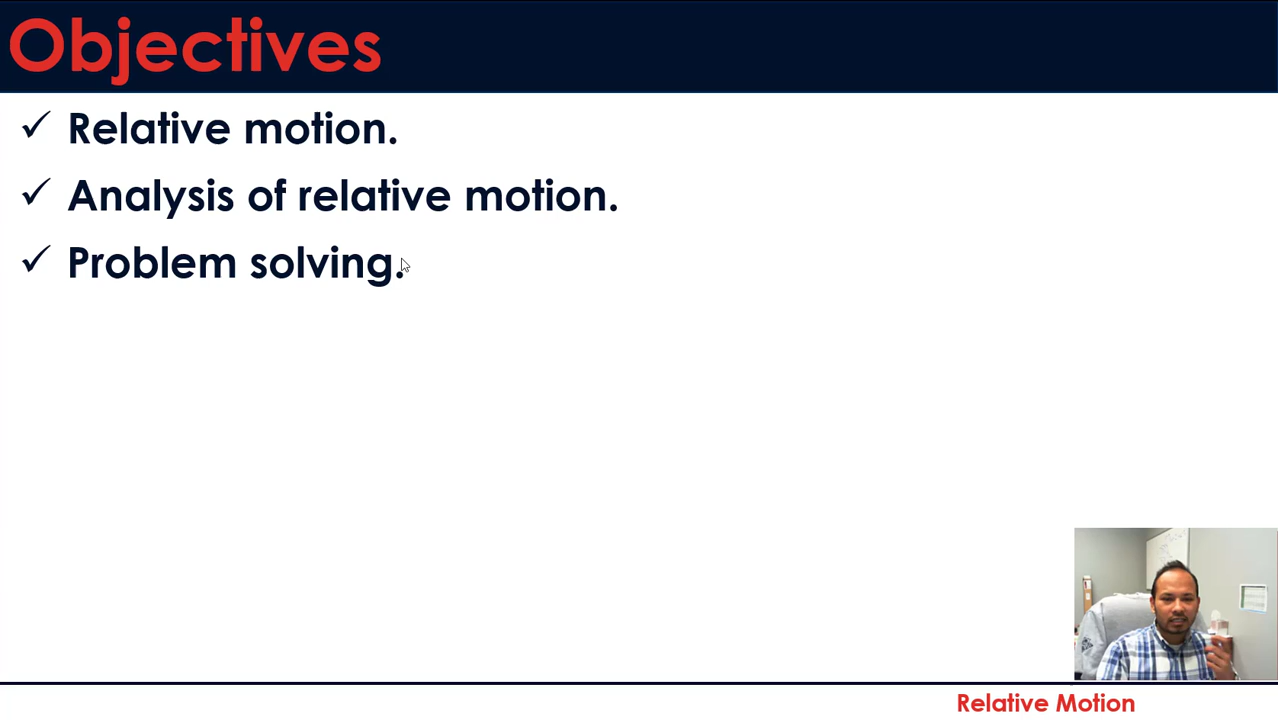 Objectives
✓ Relative motion.
✓ Analysis of relative motion.
✓ Problem solving.
Relative Motion